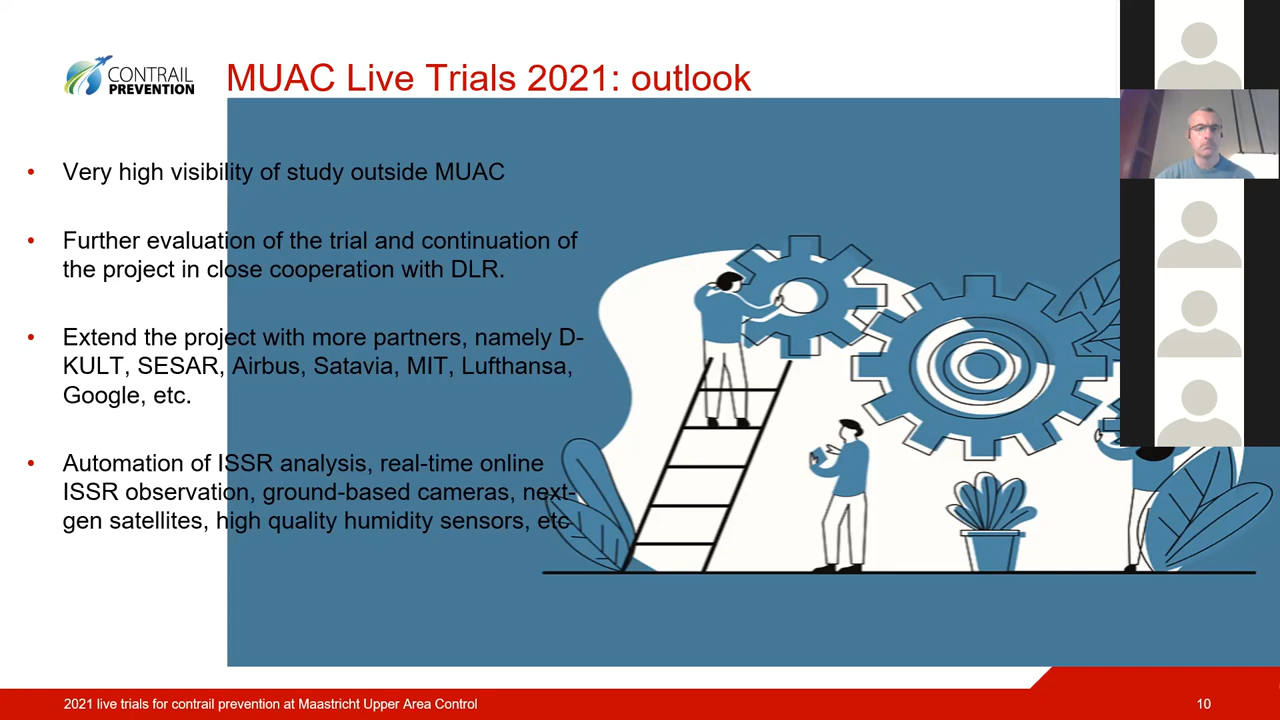 CONTRAIL
PREVENTION
MUAC Live Trials 2021: outlook
• Very high visibility of study outside MUAC
• Further evaluation of the trial and continuation of
the project in close cooperation with DLR.
• Extend the project with more partners, namely D-
KULT, SESAR, Airbus, Satavia, MIT, Lufthansa,
Google, etc.
• Automation of ISSR analysis, real-time online
ISSR observation, ground-based cameras, next-
gen satellites, high quality humidity sensors, etc
2021 live trials for contrail prevention at Maastricht Upper Area Control
10